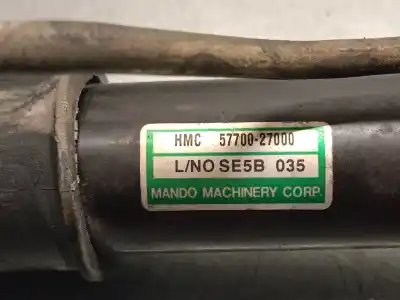 HMC 57700-27000
L/NO SE5B 035
MANDO MACHINERY CORP.